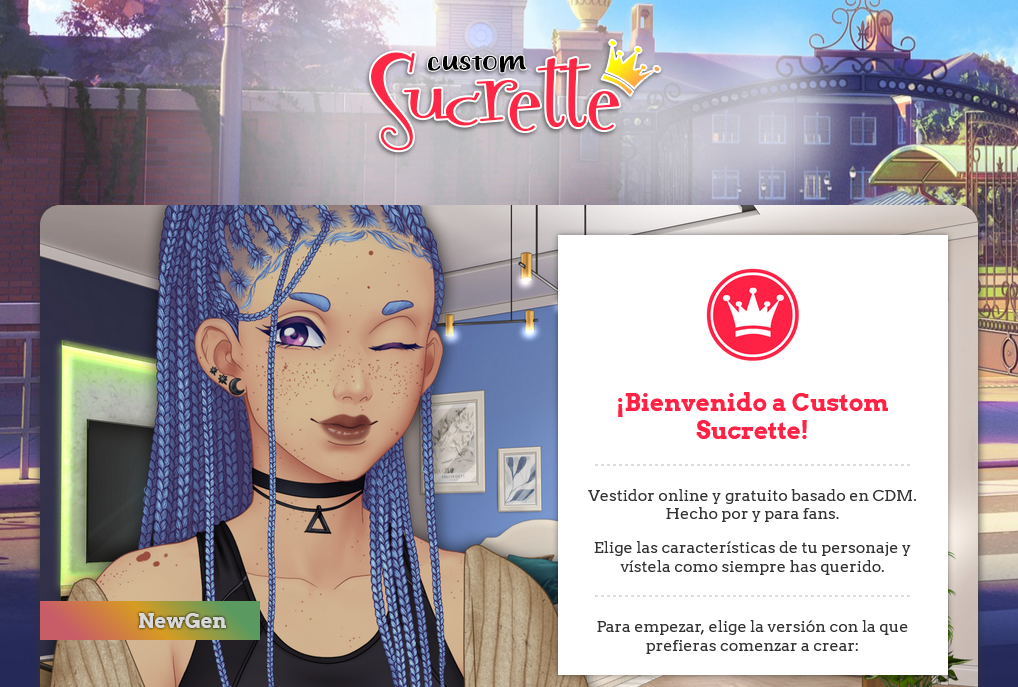 custom
Sucrette
¡Bienvenido a Custom
Sucrette!
Vestidor online y gratuito basado en CDM.
Hecho por y para fans.
Elige las características de tu personaje y
vístela como siempre has querido.
Para empezar, elige la versión con la que
prefieras comenzar a crear:
NewGen